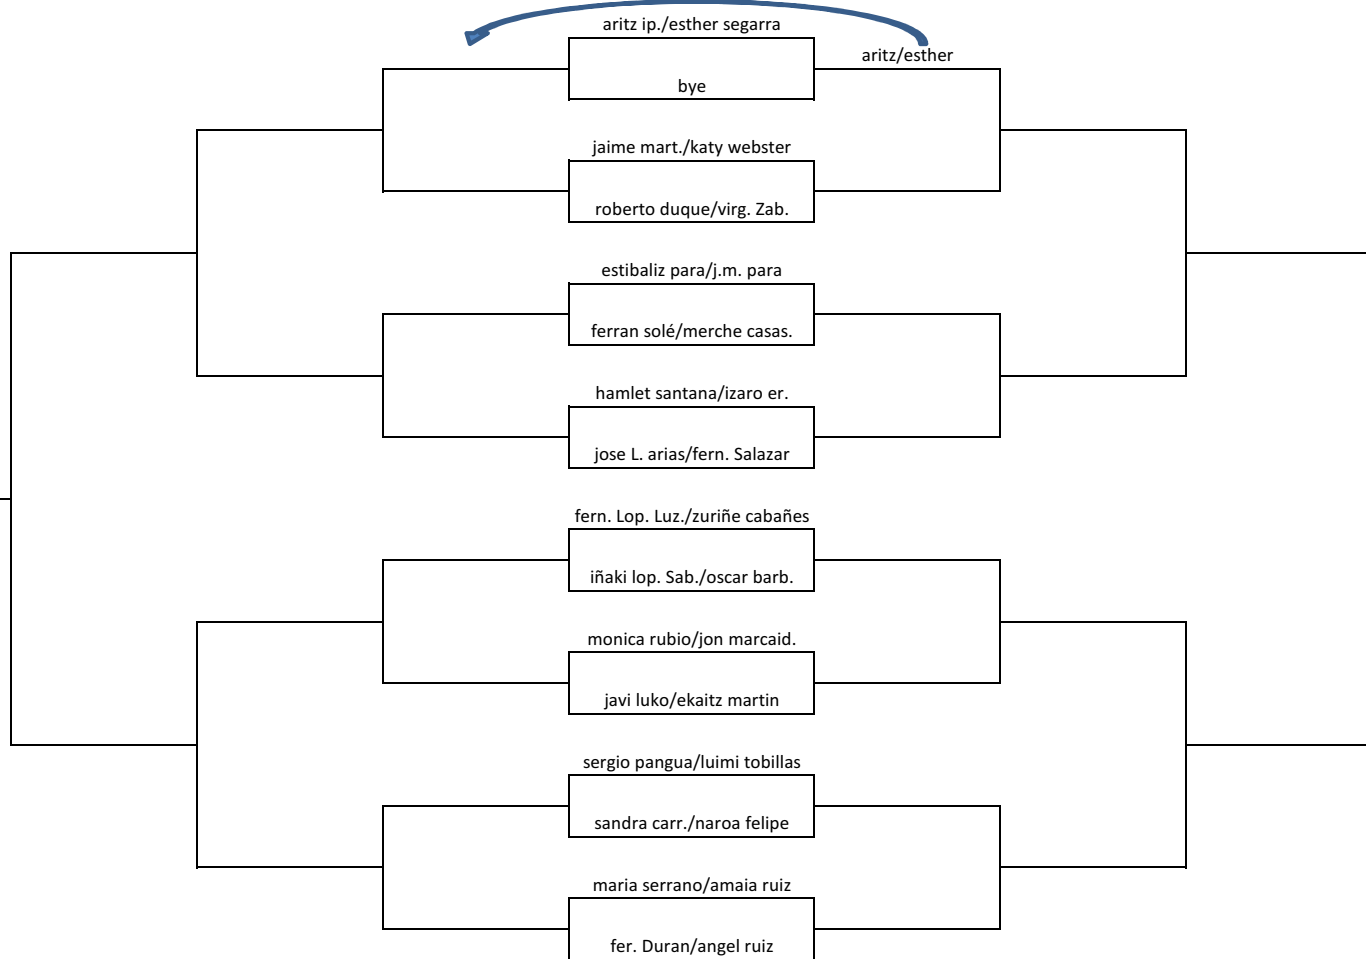 aritz ip./esther segarra
aritz/esther
bye
jaime mart./katy webster
roberto duque/virg. Zab.
estibaliz para/j.m. para
ferran solé/merche casas.
hamlet santana/izaro er.
jose L. arias/fern. Salazar
fern. Lop. Luz./zuriñe cabañes
iñaki lop. Sab./oscar barb.
monica rubio/jon marcaid.
javi luko/ekaitz martin
sergio pangua/luimi tobillas
sandra carr./naroa felipe
maria serrano/amaia ruiz
fer. Duran/angel ruiz